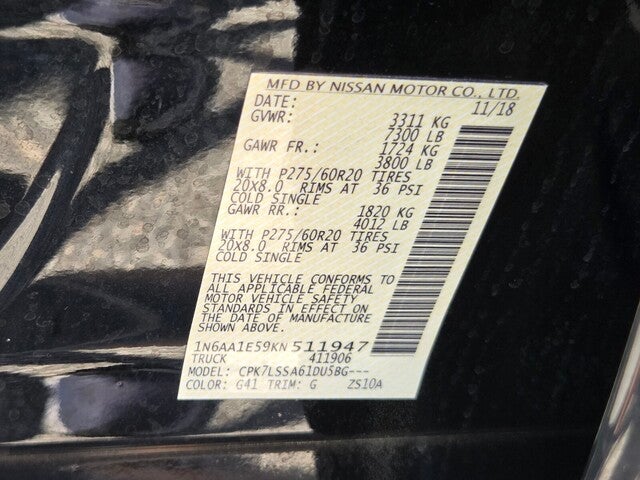 MFD BY NISSAN MOTOR CO., LTD.
DATE: 11/18
GVWR: 3311 KG
7300 LB
GAWR FR.: 1724 KG
3800 LB
WITH P275/60R20 TIRES
20X8.0 RIMS AT 36 PSI
COLD SINGLE
GAWR RR.: 1820 KG
4012 LB
WITH P275/60R20 TIRES
20X8.0 RIMS AT 36 PSI
COLD SINGLE
THIS VEHICLE CONFORMS TO
ALL APPLICABLE FEDERAL
MOTOR VEHICLE SAFETY
STANDARDS IN EFFECT ON
THE DATE OF MANUFACTURE
SHOWN ABOVE.
1N6AA1E59KN511947
TRUCK 411906
MODEL: CPK7LSSA61DU5BG---
COLOR: G41 TRIM: G ZS10A